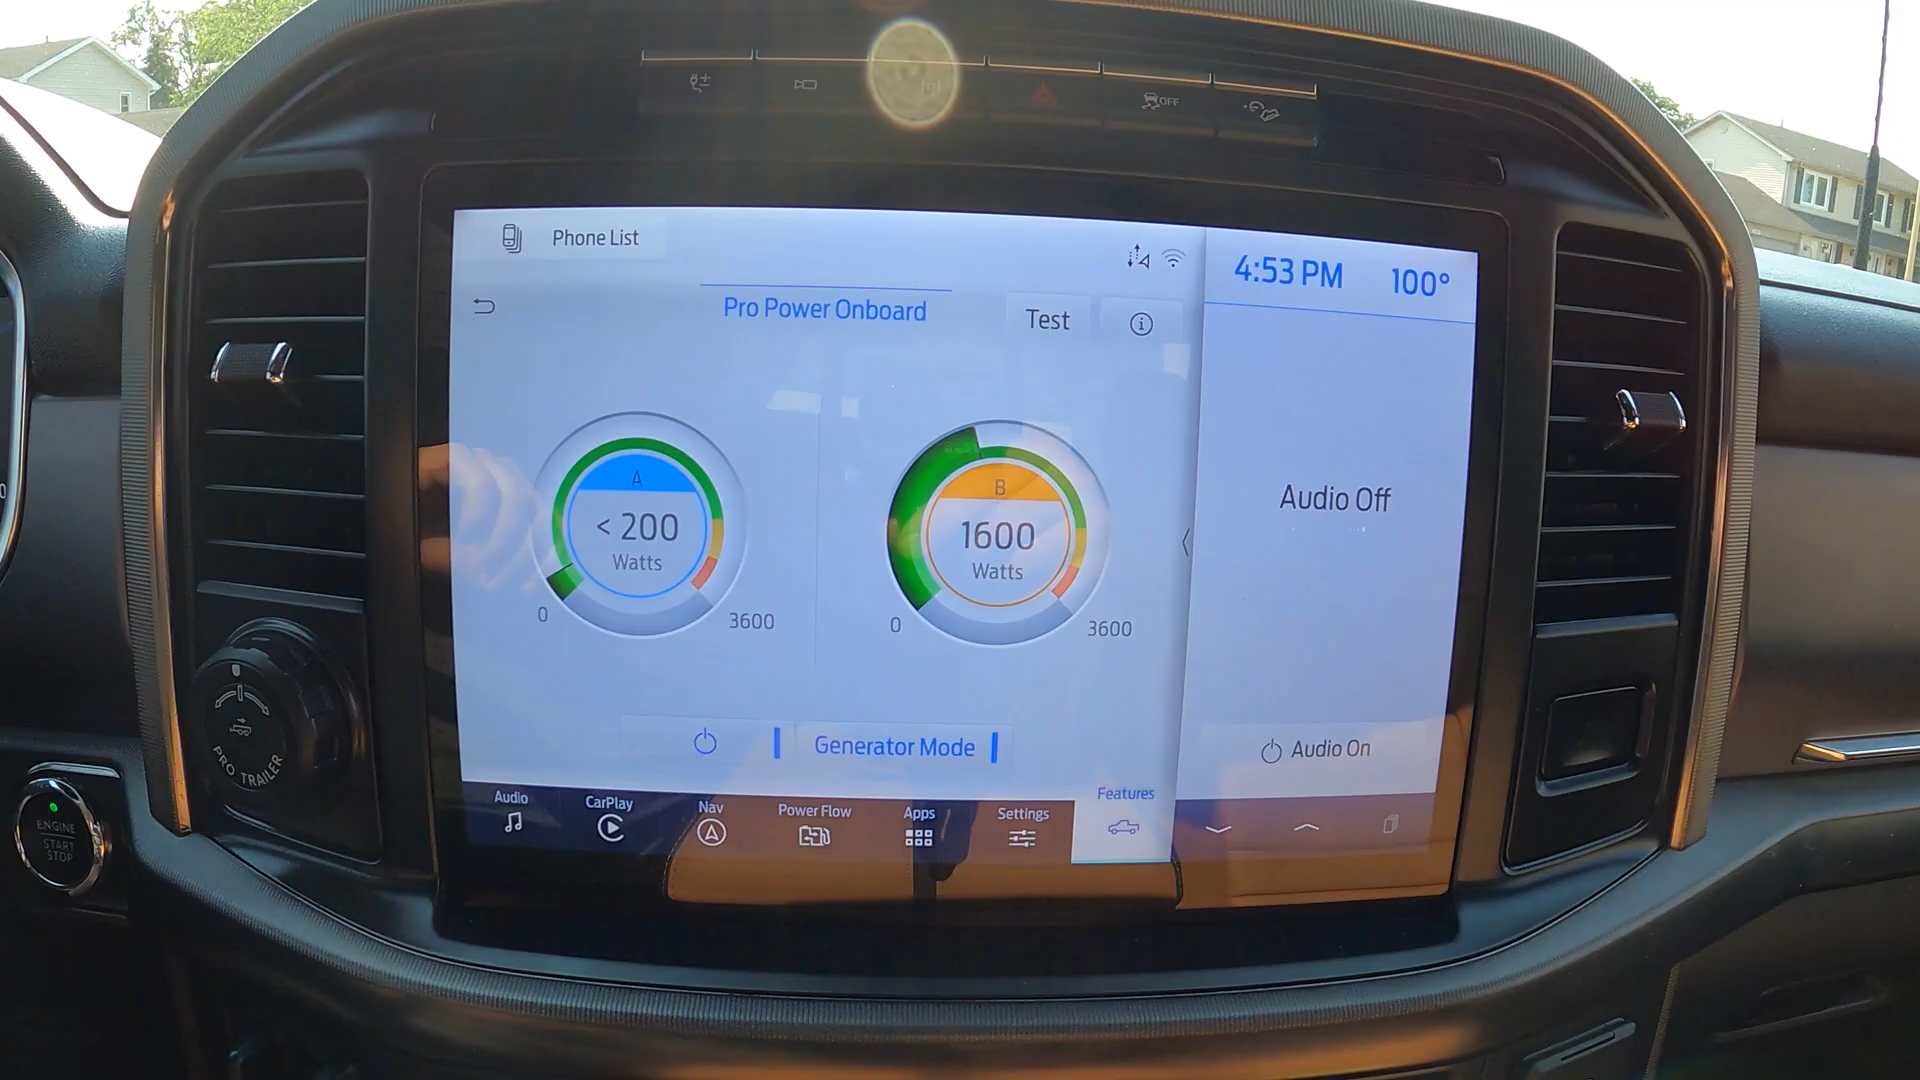 OFF
Phone List
4:53 PM
100°
Pro Power Onboard
Test
A
< 200
Watts
0
3600
B
1600
Watts
0
3600
Audio Off
Generator Mode
Audio On
Audio
CarPlay
Nav
Power Flow
Apps
Settings
Features
PRO TRAILER
ENGINE
START
STOP
0